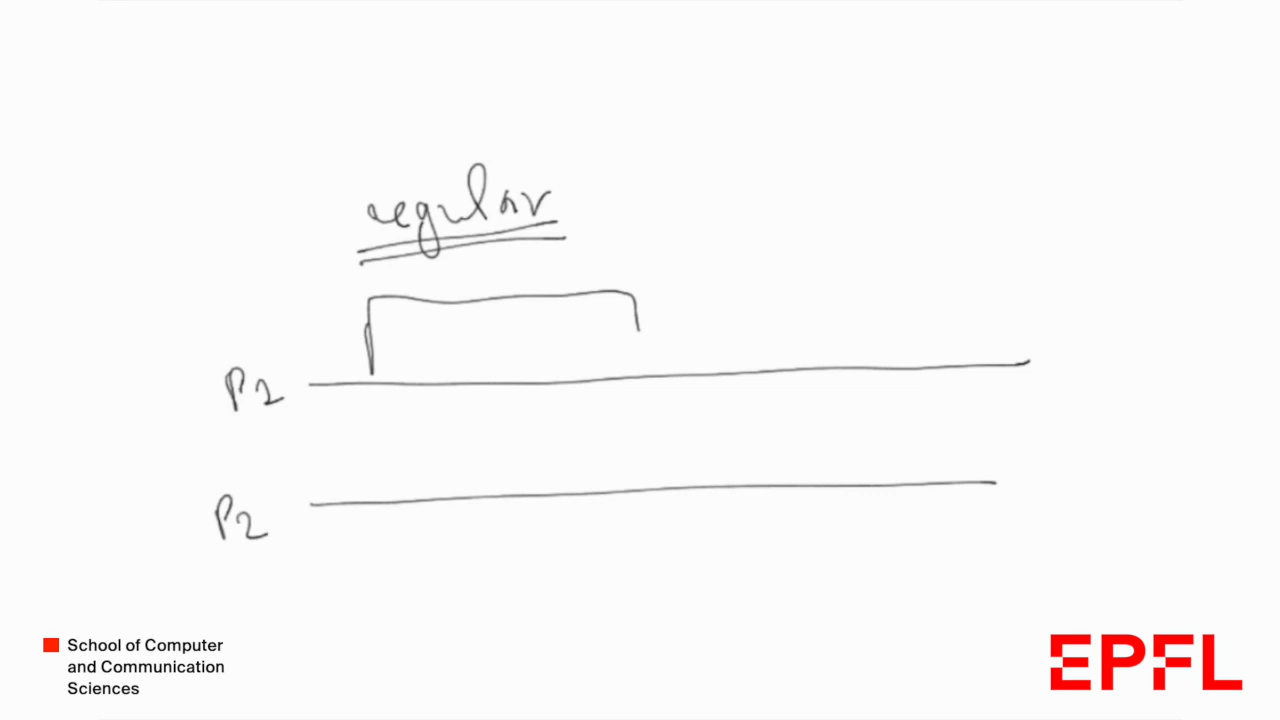 regular
P2
P2
School of Computer
and Communication
Sciences
EPFL